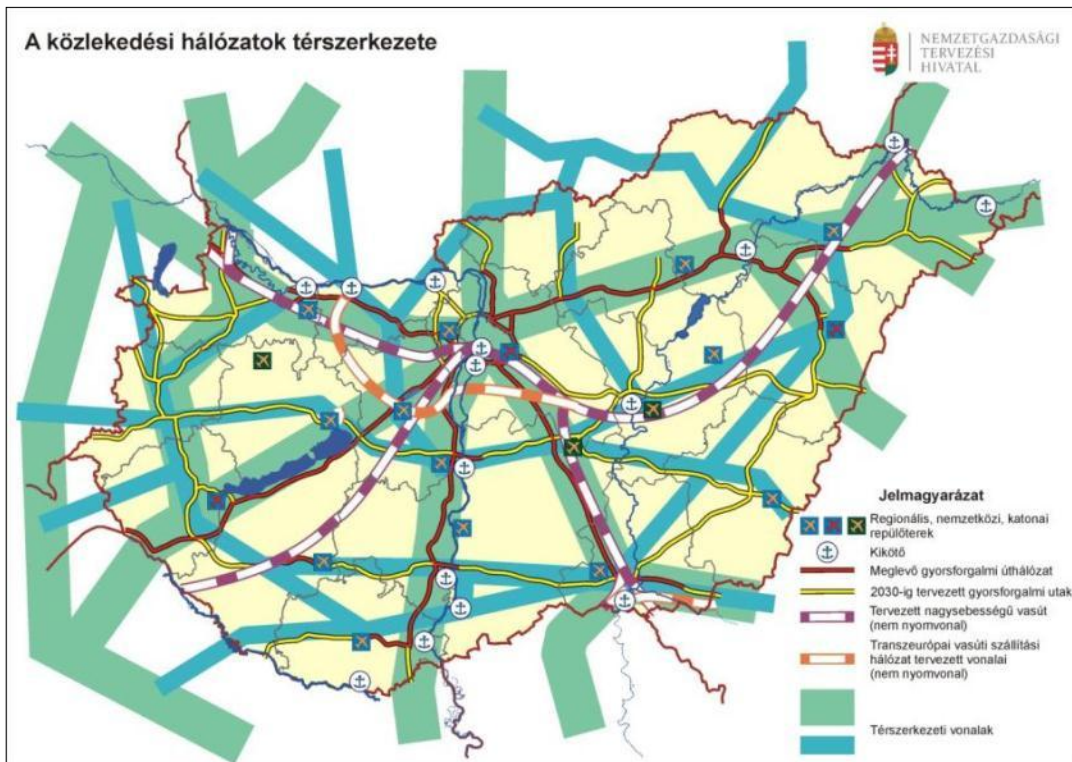 A közlekedési hálózatok térszerkezete
NEMZETGAZDASÁGI
TERVEZÉSI
HIVATAL
Jelmagyarázat
Regionális, nemzetközi, katonai
repülőterek
Kikötő
Meglevő gyorsforgalmi úthálózat
2030-ig tervezett gyorsforgalmi utak
Tervezett nagysebességű vasút
(nem nyomvonal)
Transzeurópai vasúti szállítási
hálózat tervezett vonalai
(nem nyomvonal)
Térszerkezeti vonalak